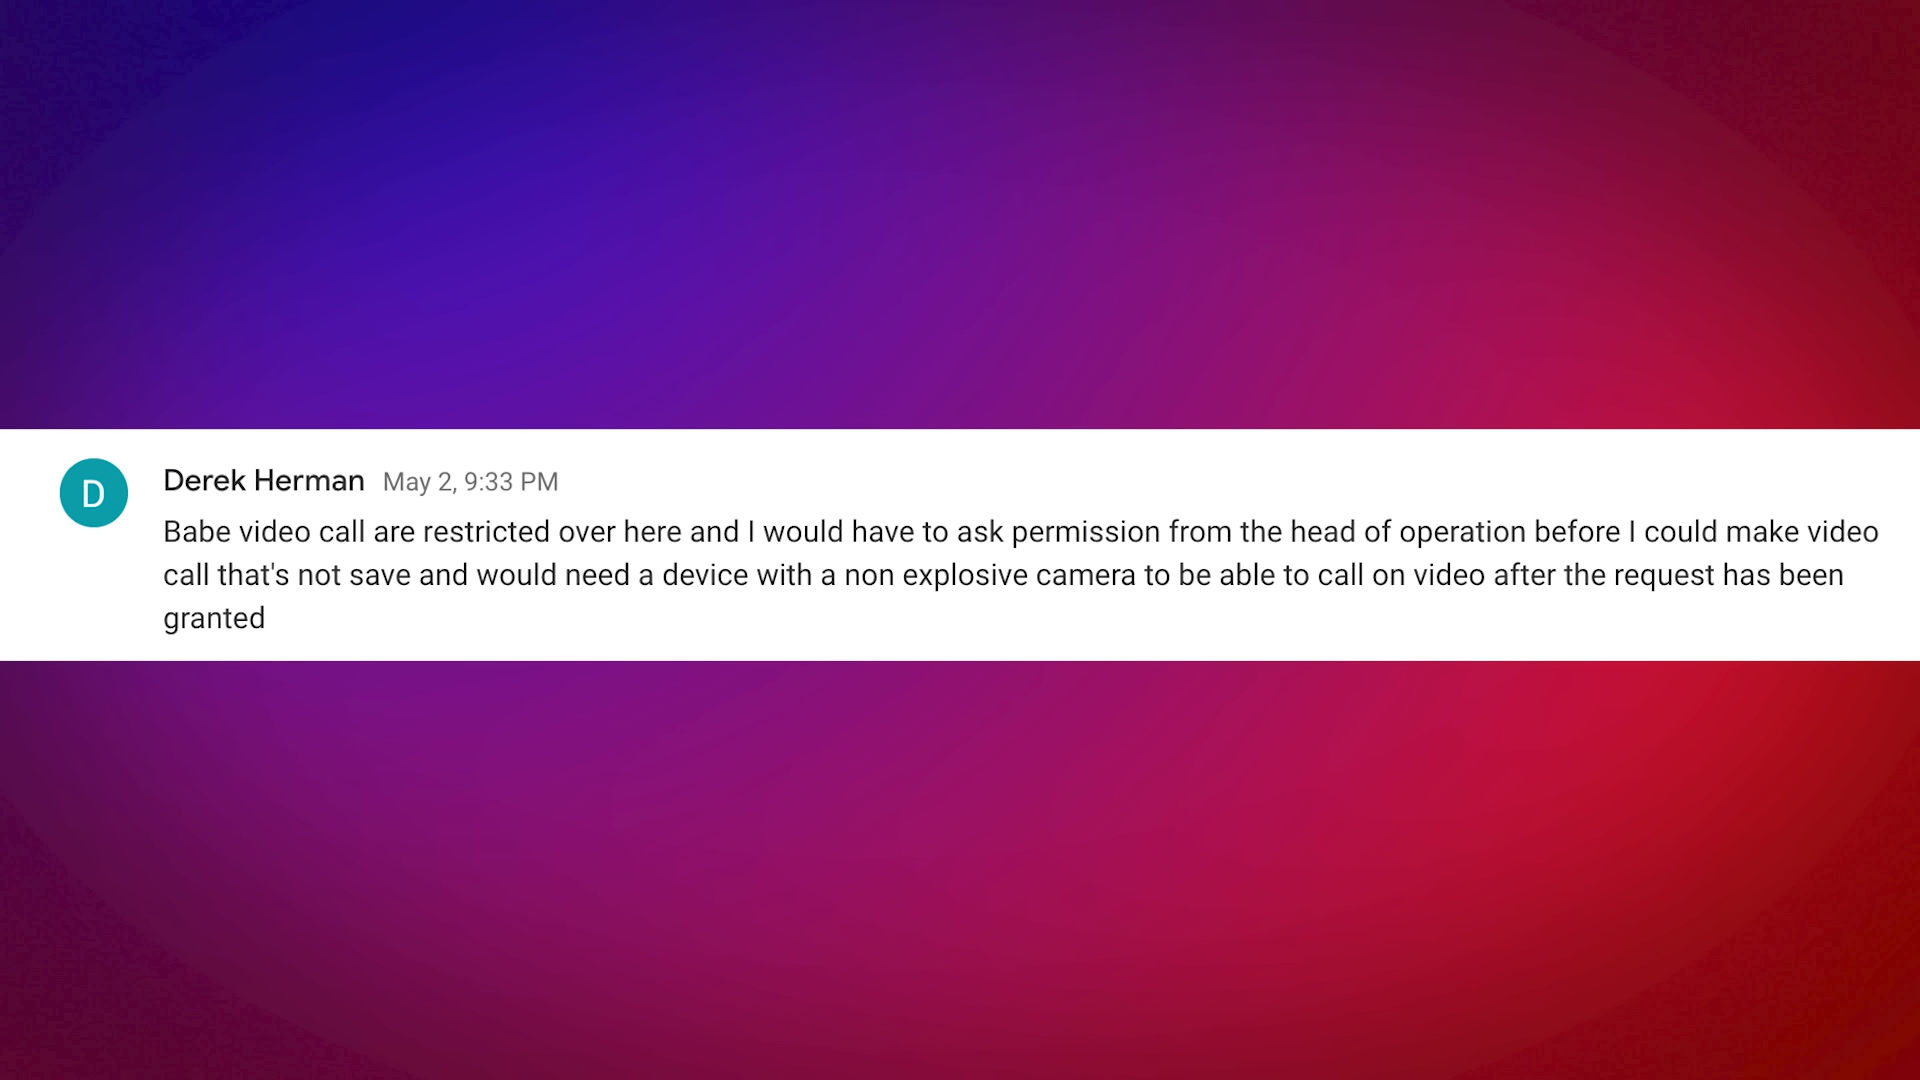 D
Derek Herman May 2, 9:33 PM
Babe video call are restricted over here and I would have to ask permission from the head of operation before I could make video
call that's not save and would need a device with a non explosive camera to be able to call on video after the request has been
granted